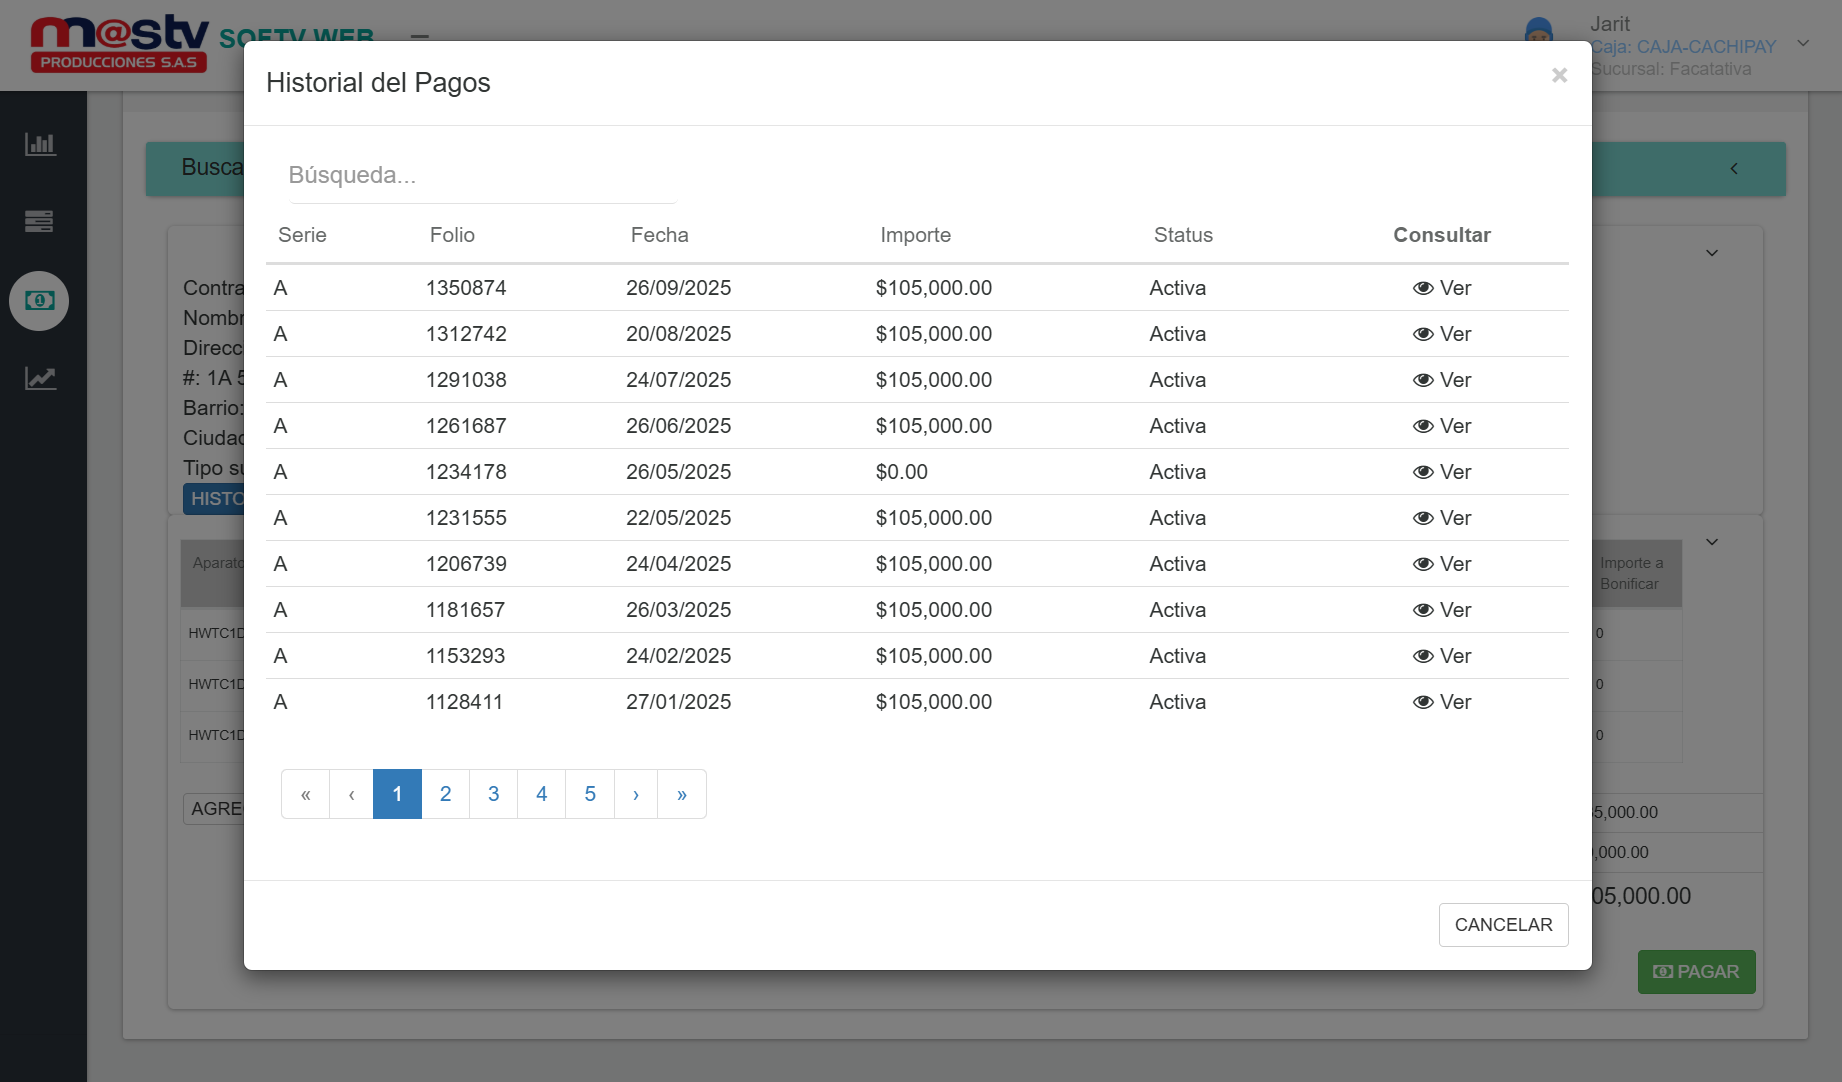 m@stv
PRODUCCIONES S.A.S
SOFTV WEB
Jarit
Caja: CAJA-CACHIPAY
Sucursal: Facatativa
Historial del Pagos
×
Búsqueda...
Serie Folio Fecha Importe Status Consultar
A 1350874 26/09/2025 $105,000.00 Activa Ver
A 1312742 20/08/2025 $105,000.00 Activa Ver
A 1291038 24/07/2025 $105,000.00 Activa Ver
A 1261687 26/06/2025 $105,000.00 Activa Ver
A 1234178 26/05/2025 $0.00 Activa Ver
A 1231555 22/05/2025 $105,000.00 Activa Ver
A 1206739 24/04/2025 $105,000.00 Activa Ver
A 1181657 26/03/2025 $105,000.00 Activa Ver
A 1153293 24/02/2025 $105,000.00 Activa Ver
A 1128411 27/01/2025 $105,000.00 Activa Ver
« ‹ 1 2 3 4 5 › »
CANCELAR
Busca
Contra
Nombr
Direcc
#: 1A 5
Barrio:
Ciudad
Tipo su
HISTO
Aparato
Importe a
Bonificar
HWTC1D
0
HWTC1D
0
HWTC1D
0
AGRE
5,000.00
,000.00
05,000.00
PAGAR